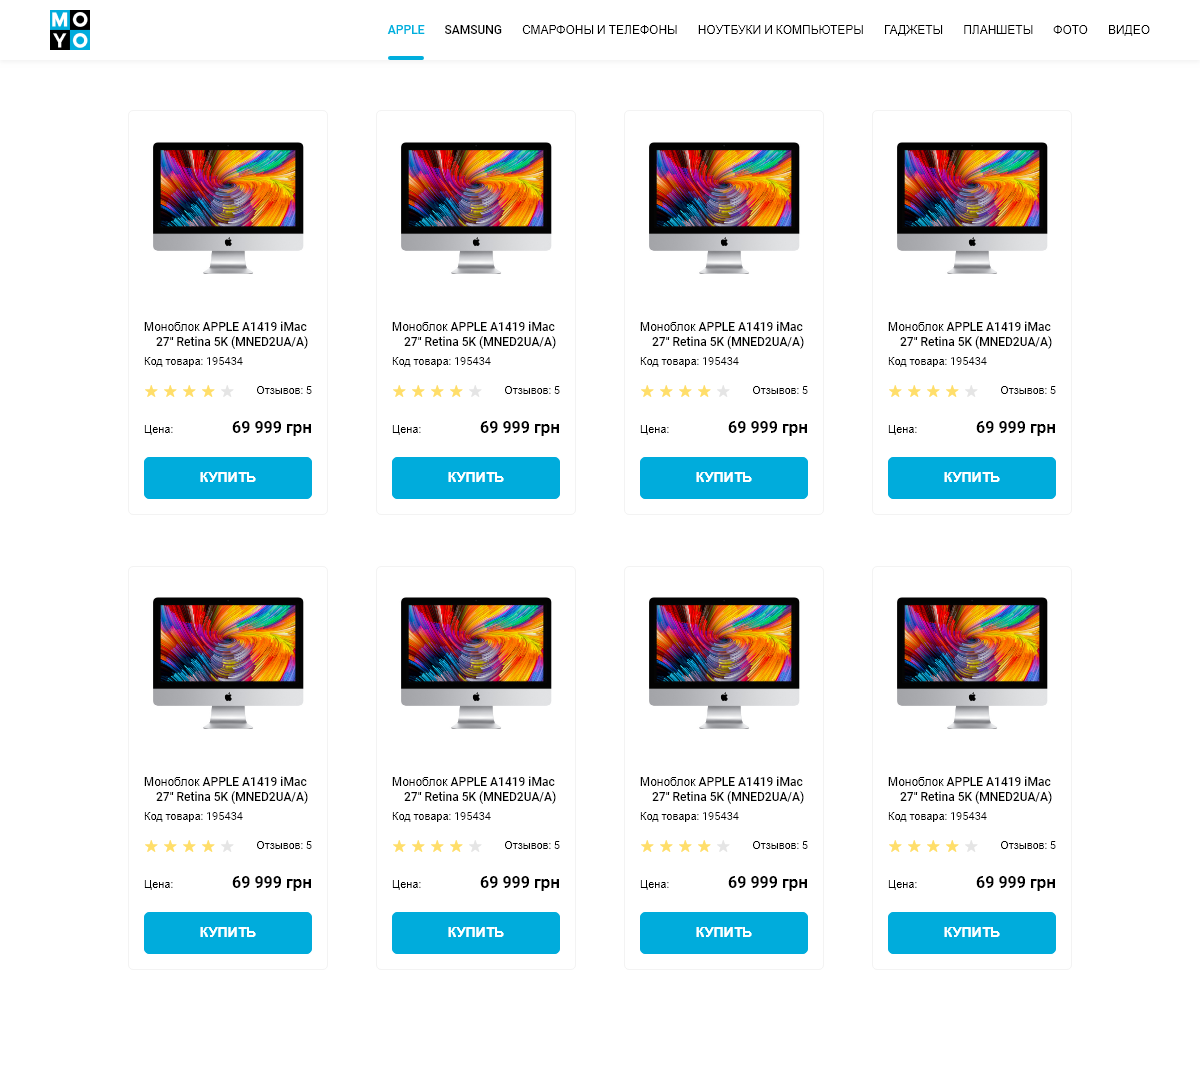 MO
YO
APPLE SAMSUNG СМАРФОНЫ И ТЕЛЕФОНЫ НОУТБУКИ И КОМПЬЮТЕРЫ ГАДЖЕТЫ ПЛАНШЕТЫ ФОТО ВИДЕО
Моноблок APPLE A1419 iMac
27" Retina 5K (MNED2UA/A)
Код товара: 195434
Отзывов: 5
Цена: 69 999 грн
КУПИТЬ
Моноблок APPLE A1419 iMac
27" Retina 5K (MNED2UA/A)
Код товара: 195434
Отзывов: 5
Цена: 69 999 грн
КУПИТЬ
Моноблок APPLE A1419 iMac
27" Retina 5K (MNED2UA/A)
Код товара: 195434
Отзывов: 5
Цена: 69 999 грн
КУПИТЬ
Моноблок APPLE A1419 iMac
27" Retina 5K (MNED2UA/A)
Код товара: 195434
Отзывов: 5
Цена: 69 999 грн
КУПИТЬ
Моноблок APPLE A1419 iMac
27" Retina 5K (MNED2UA/A)
Код товара: 195434
Отзывов: 5
Цена: 69 999 грн
КУПИТЬ
Моноблок APPLE A1419 iMac
27" Retina 5K (MNED2UA/A)
Код товара: 195434
Отзывов: 5
Цена: 69 999 грн
КУПИТЬ
Моноблок APPLE A1419 iMac
27" Retina 5K (MNED2UA/A)
Код товара: 195434
Отзывов: 5
Цена: 69 999 грн
КУПИТЬ
Моноблок APPLE A1419 iMac
27" Retina 5K (MNED2UA/A)
Код товара: 195434
Отзывов: 5
Цена: 69 999 грн
КУПИТЬ